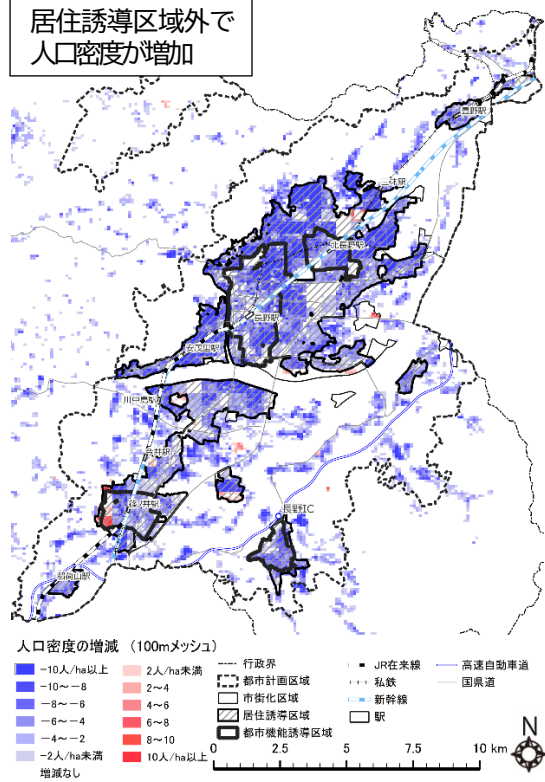 居住誘導区域外で
人口密度が増加
豊野駅
三才駅
北長野駅
長野駅
安茂里駅
川中島駅
今井駅
篠ノ井駅
長野IC
稲荷山駅
人口密度の増減 （100mメッシュ）
-10人/ha以上
-10～-8
-8～-6
-6～-4
-4～-2
-2人/ha未満
増減なし
2人/ha未満
2～4
4～6
6～8
8～10
10人/ha以上
行政界
都市計画区域
市街化区域
居住誘導区域
都市機能誘導区域
JR在来線
私鉄
新幹線
駅
高速自動車道
国県道
0 2.5 5 7.5 10 km
N